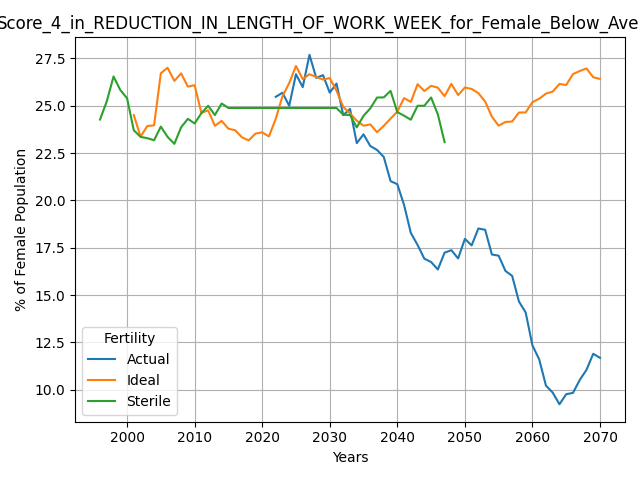 Score_4_in_REDUCTION_IN_LENGTH_OF_WORK_WEEK_for_Female_Below_Ave
27.5
25.0
22.5
20.0
17.5
15.0
12.5
10.0
% of Female Population
Fertility
Actual
Ideal
Sterile
2000 2010 2020 2030 2040 2050 2060 2070
Years